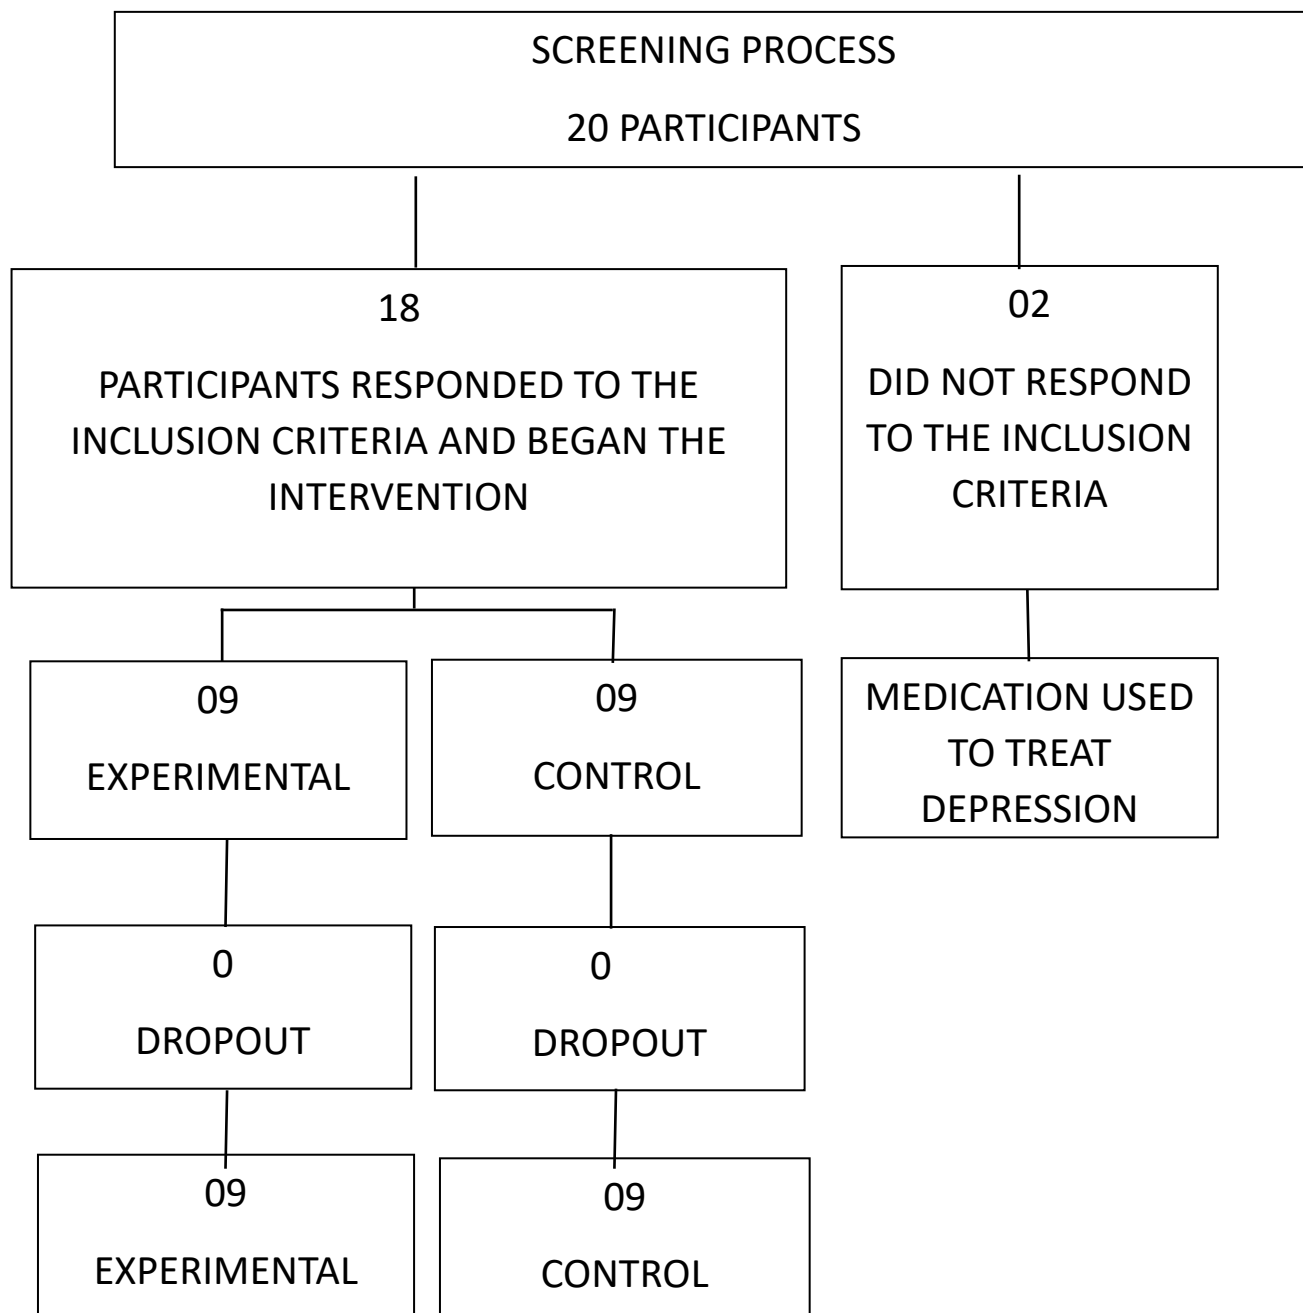 SCREENING PROCESS
20 PARTICIPANTS
18
PARTICIPANTS RESPONDED TO THE
INCLUSION CRITERIA AND BEGAN THE
INTERVENTION
02
DID NOT RESPOND
TO THE INCLUSION
CRITERIA
09
EXPERIMENTAL
09
CONTROL
MEDICATION USED
TO TREAT
DEPRESSION
0
DROPOUT
0
DROPOUT
09
EXPERIMENTAL
09
CONTROL